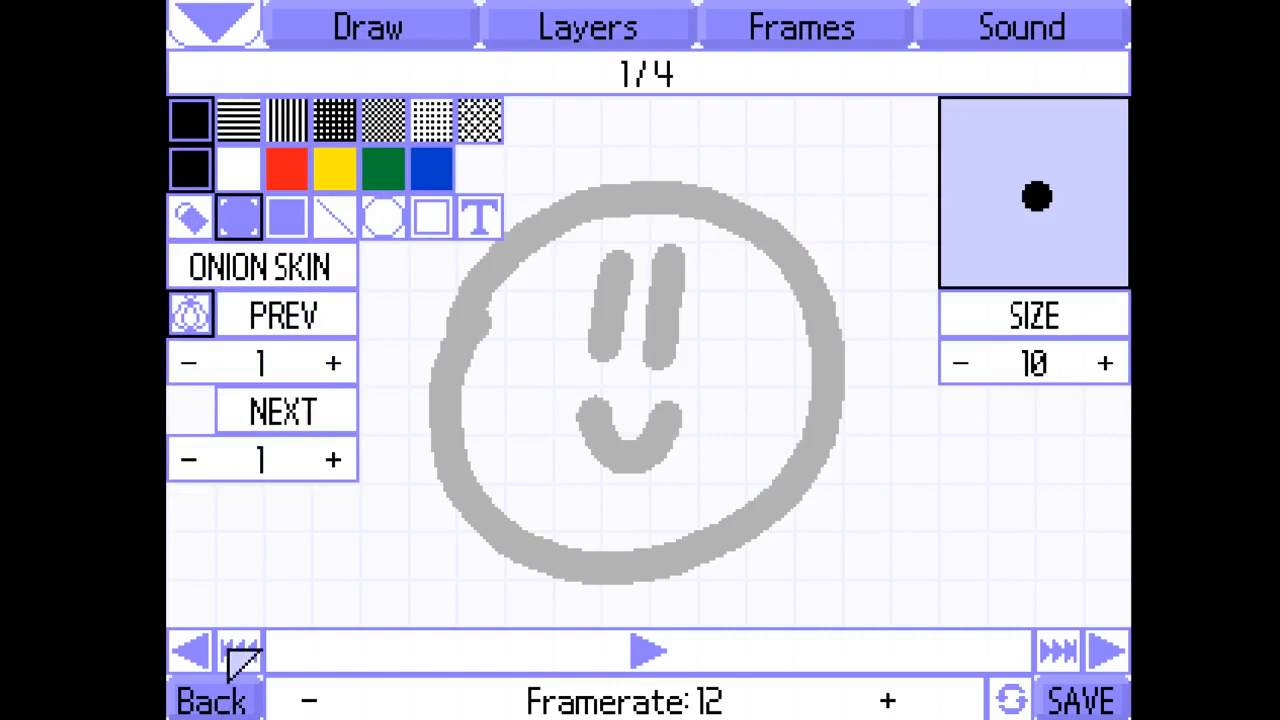 Draw Layers Frames Sound
1/4
T
ONION SKIN
PREV
SIZE
- 1 +
- 10 +
NEXT
- 1 +
Back - Framerate: 12 + SAVE